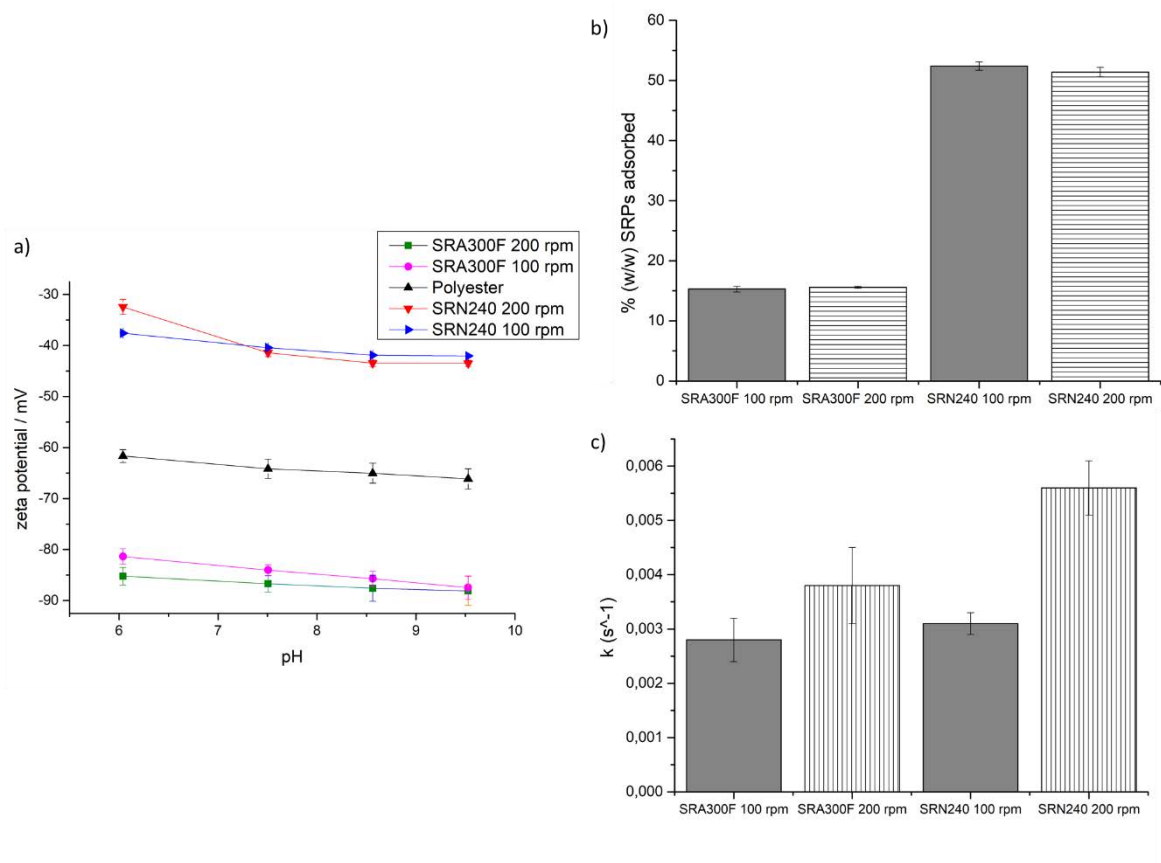 a)
SRA300F 200 rpm
SRA300F 100 rpm
Polyester
SRN240 200 rpm
SRN240 100 rpm
zeta potential / mV
-30
-40
-50
-60
-70
-80
-90
6 7 8 9 10
pH
b)
% (w/w) SRPs adsorbed
60
50
40
30
20
10
0
SRA300F 100 rpm SRA300F 200 rpm SRN240 100 rpm SRN240 200 rpm
c)
k (s^-1)
0,006
0,005
0,004
0,003
0,002
0,001
0,000
SRA300F 100 rpm SRA300F 200 rpm SRN240 100 rpm SRN240 200 rpm